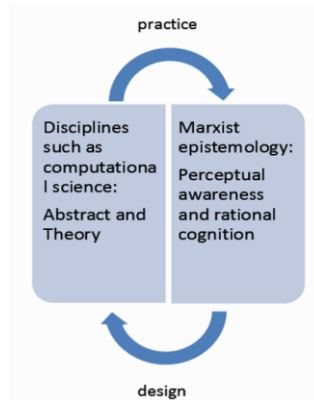 practice
Disciplines
such as
computationa
l science:
Abstract and
Theory
Marxist
epistemology:
Perceptual
awareness
and rational
cognition
design